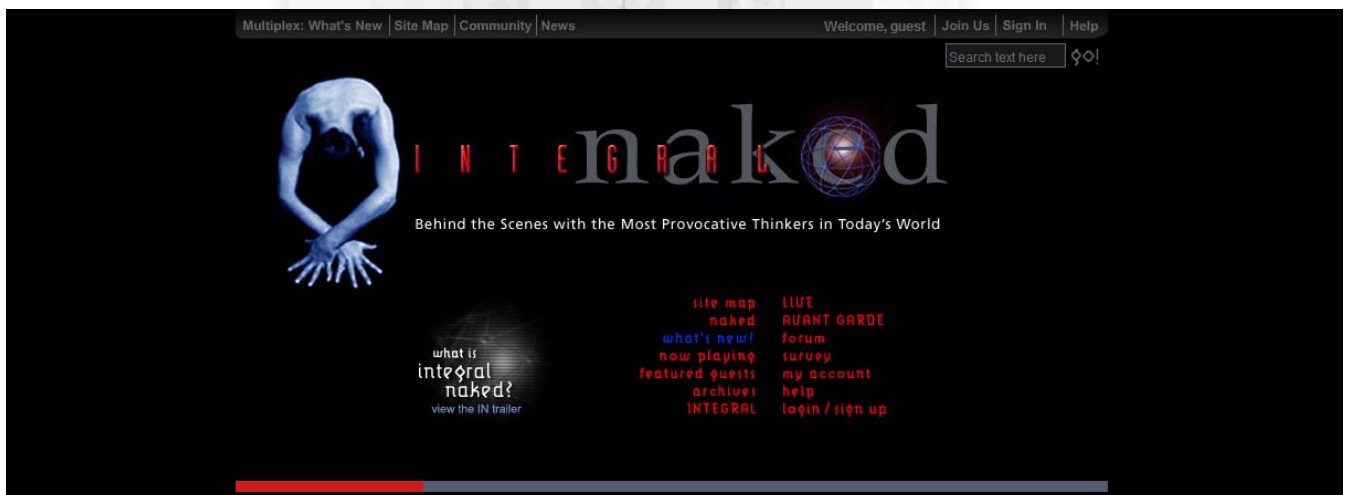 Multiplex: What's New | Site Map | Community | News Welcome, guest | Join Us | Sign In | Help
Search text here go!
INTEGRAL naked
Behind the Scenes with the Most Provocative Thinkers in Today's World
site map LIVE
naked AVANT GARDE
what's new? forum
now playing survey
featured guests my account
archives help
INTEGRAL login / sign up
what is
integral
naked?
view the IN trailer